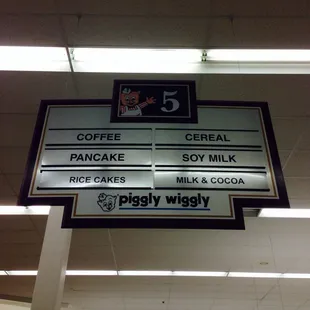 5
COFFEE CEREAL
PANCAKE SOY MILK
RICE CAKES MILK & COCOA
piggly wiggly